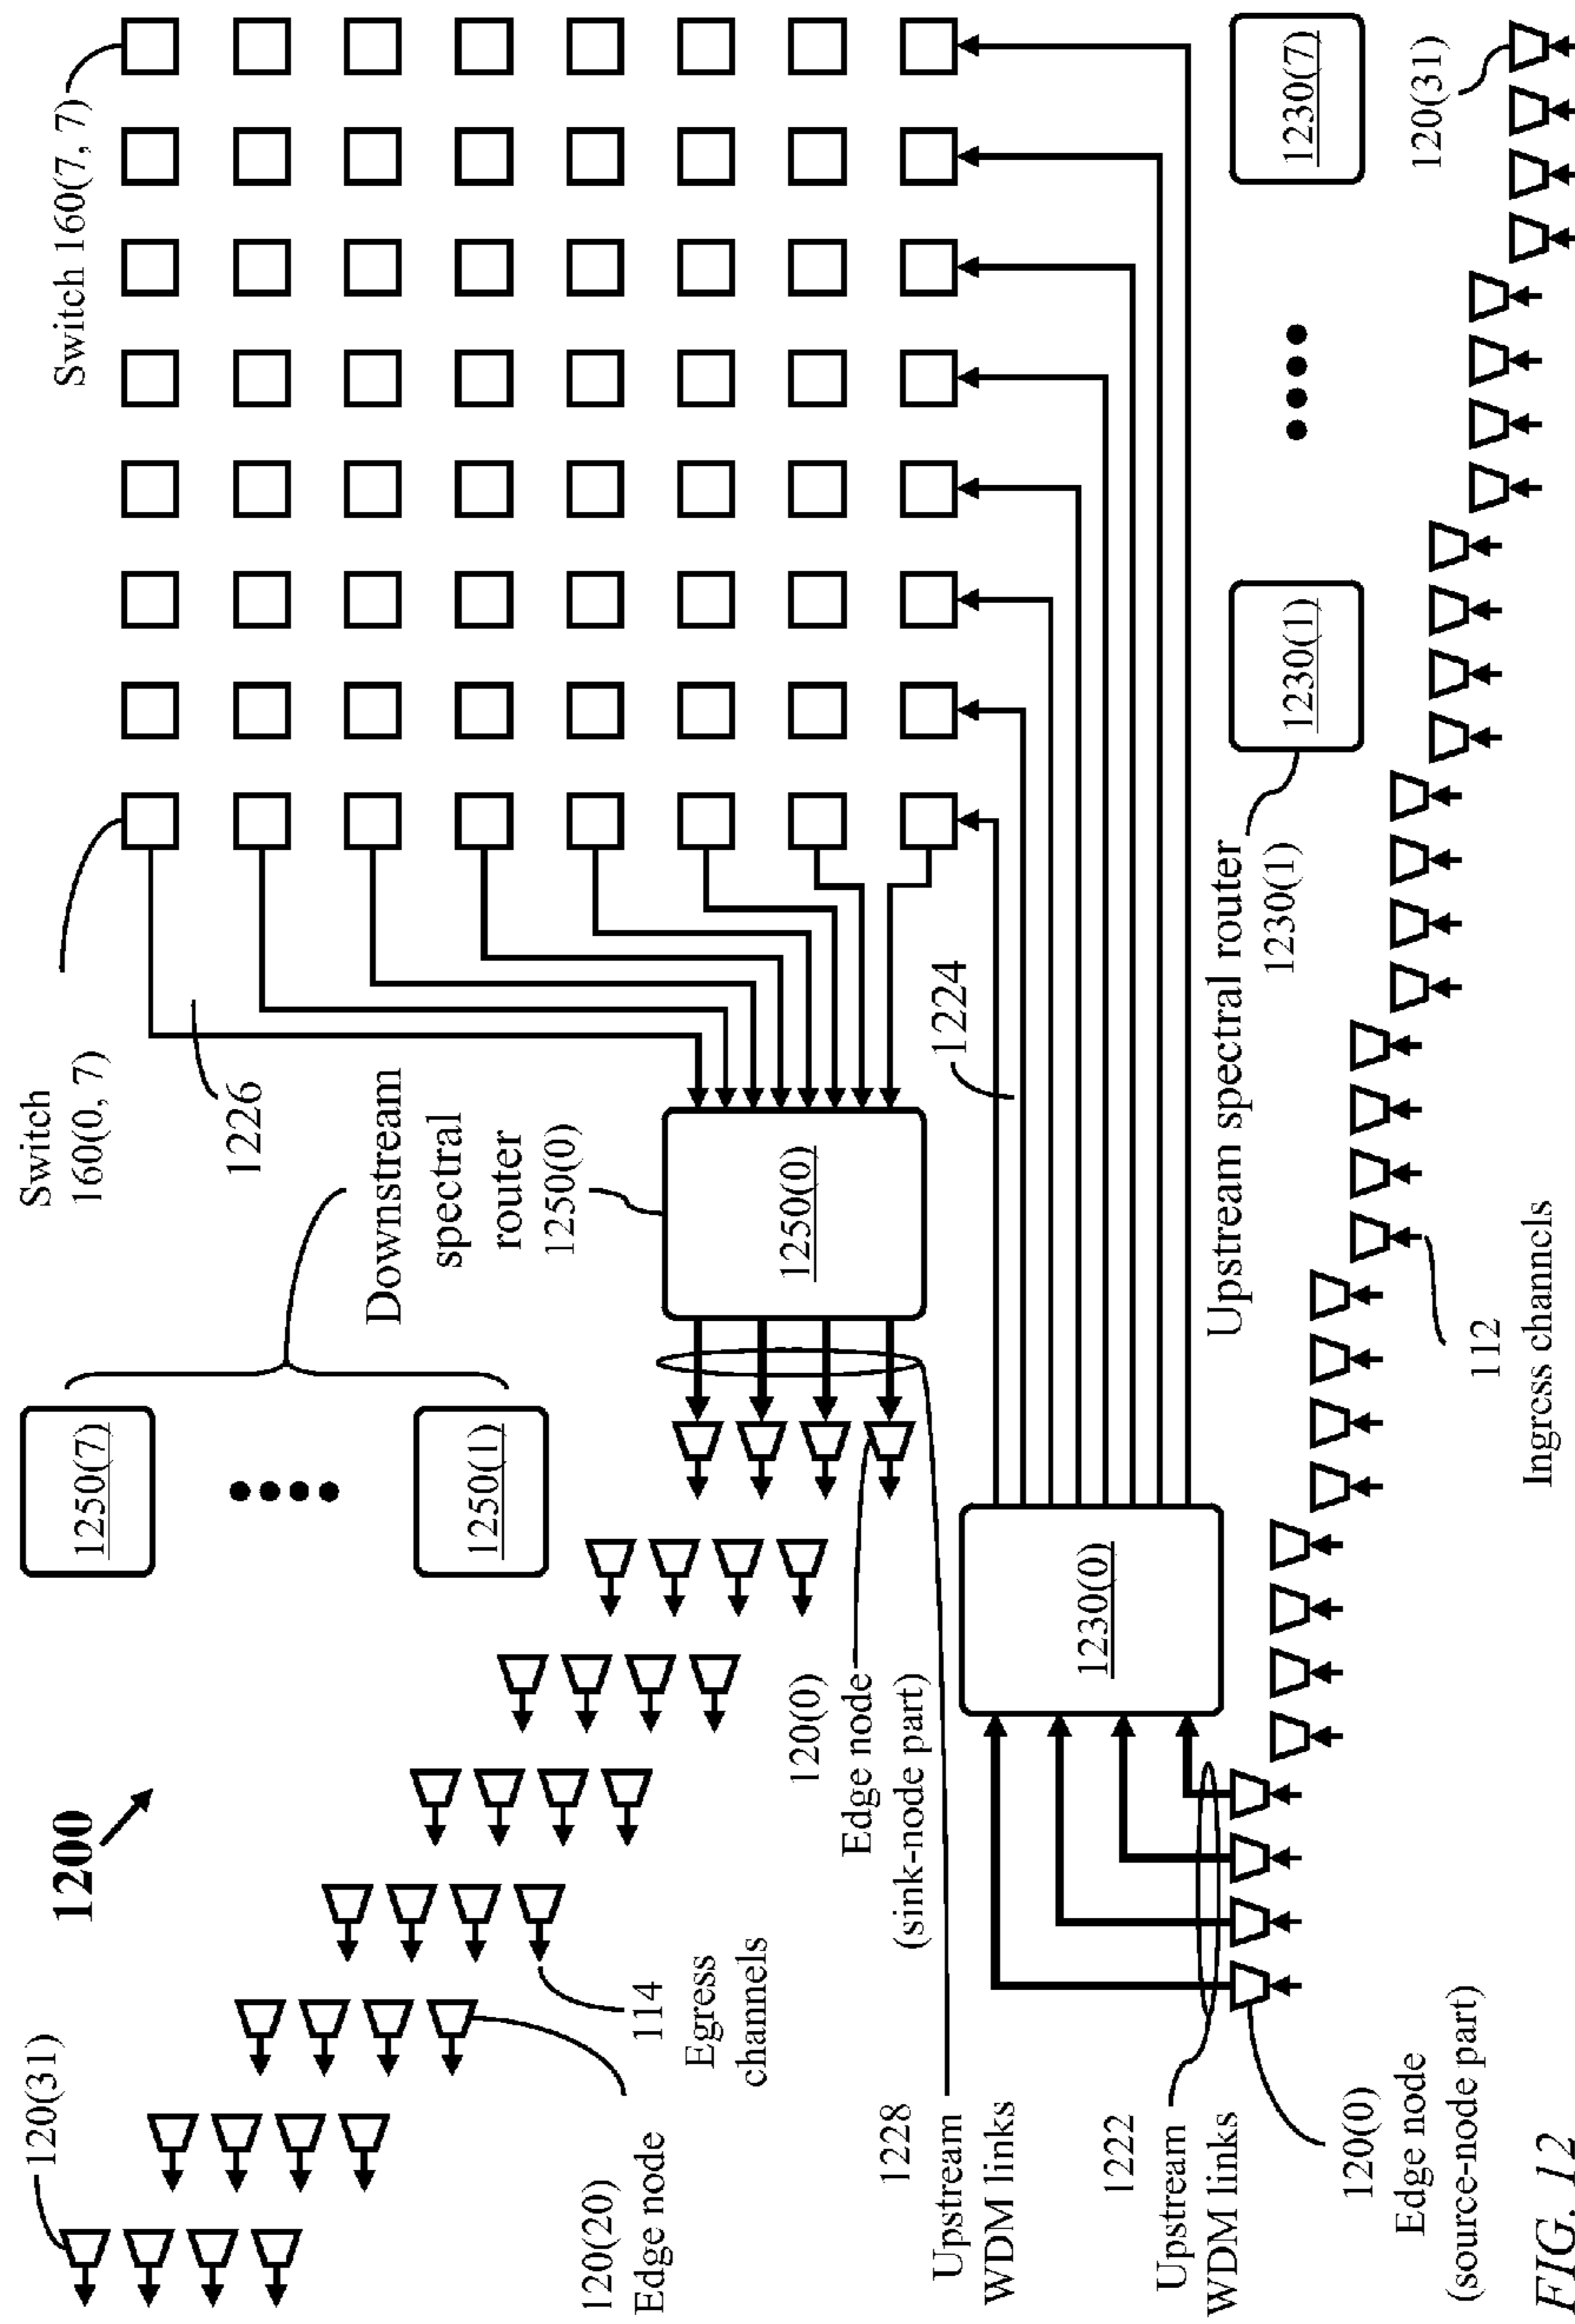 1200
Switch 160(7, 7)
Switch
160(0, 7)
1226
Downstream
spectral
router
1250(0)
1250(7)
1250(1)
1250(0)
120(31)
120(20)
Edge node
114
Egress
channels
120(0)
Edge node
(sink-node part)
1228
Upstream
WDM links
1224
1230(0)
Upstream spectral router
1230(1)
1230(1)
1230(7)
1222
Upstream
WDM links
120(0)
Edge node
(source-node part)
112
Ingress channels
120(31)
FIG. 12